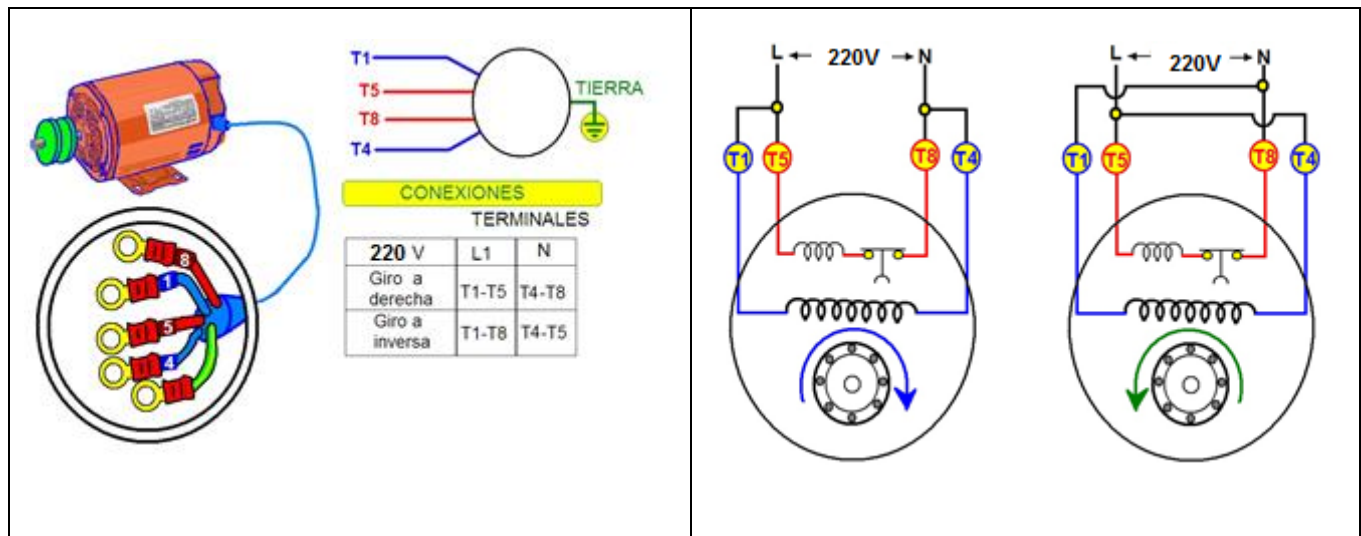 T1
T5
T8
T4
TIERRA
CONEXIONES
TERMINALES
220 V L1 N
Giro a
derecha T1-T5 T4-T8
Giro a
inversa T1-T8 T4-T5
8
1
5
4
L 220V N
T1 T5 T8 T4
L 220V N
T1 T5 T8 T4